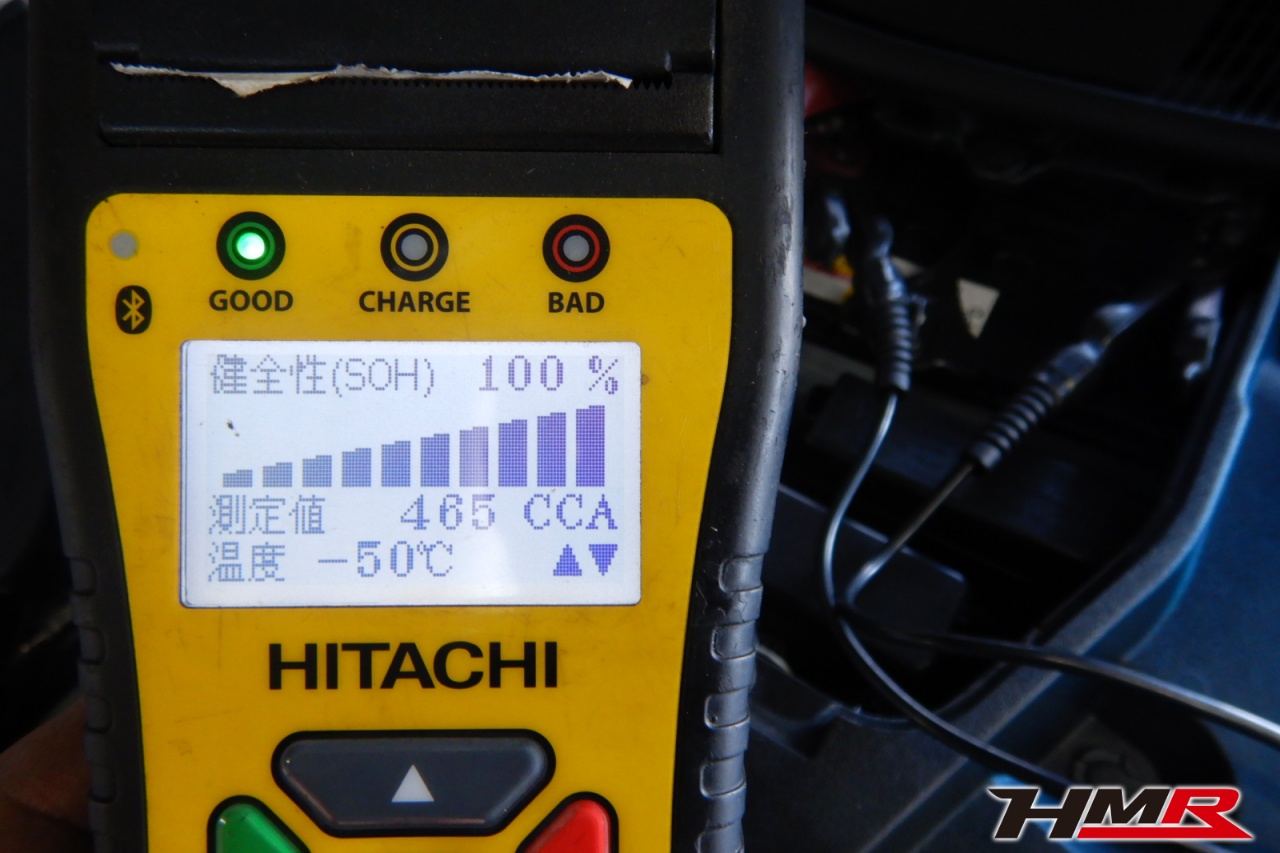 GOOD CHARGE BAD
健全性(SOH) 100 %
測定値 465 CCA
温度 -50℃ ▲▼
HITACHI
HMR